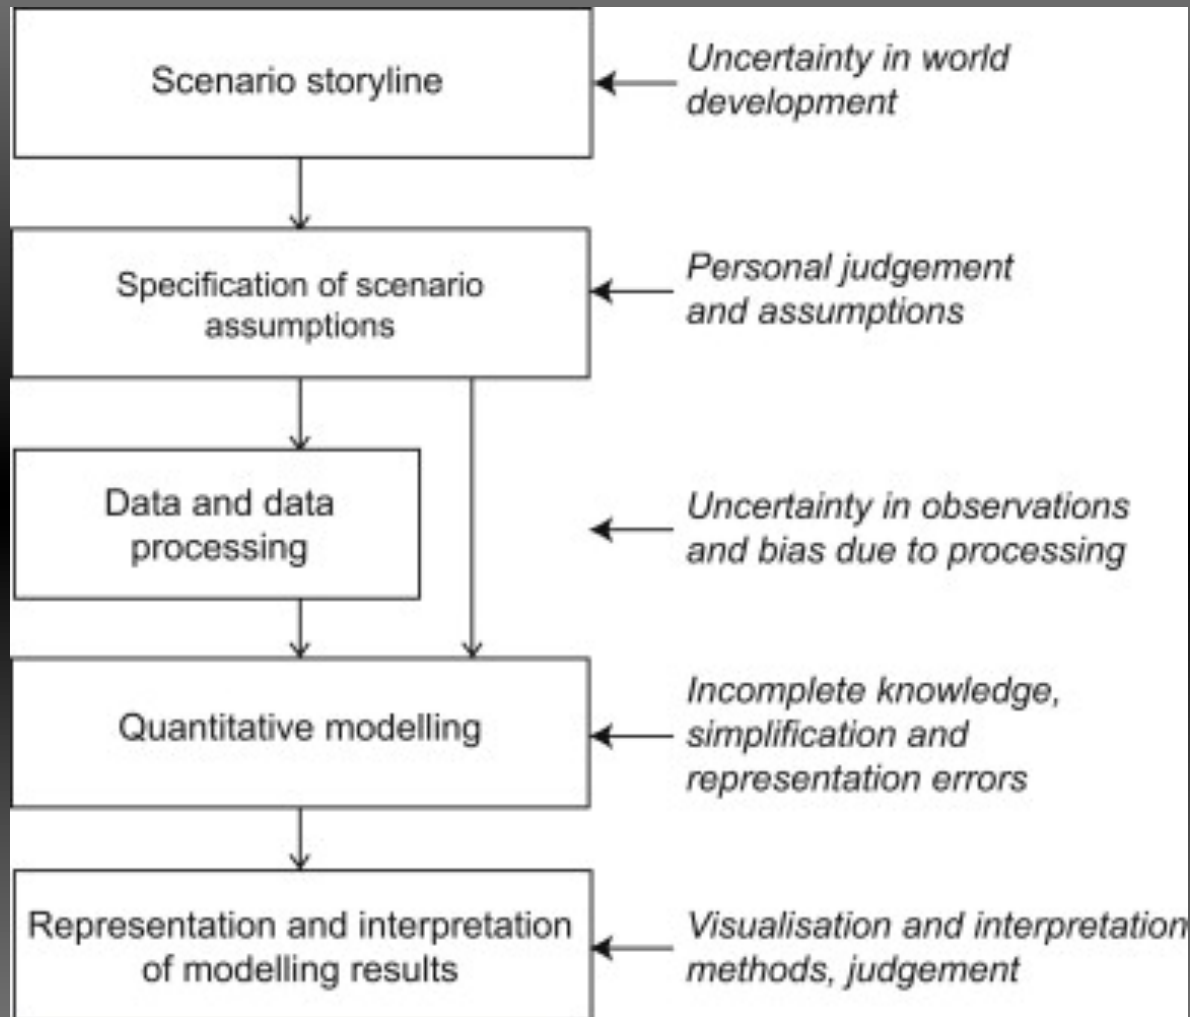 Scenario storyline
Uncertainty in world
development
Specification of scenario
assumptions
Personal judgement
and assumptions
Data and data
processing
Uncertainty in observations
and bias due to processing
Quantitative modelling
Incomplete knowledge,
simplification and
representation errors
Representation and interpretation
of modelling results
Visualisation and interpretation
methods, judgement